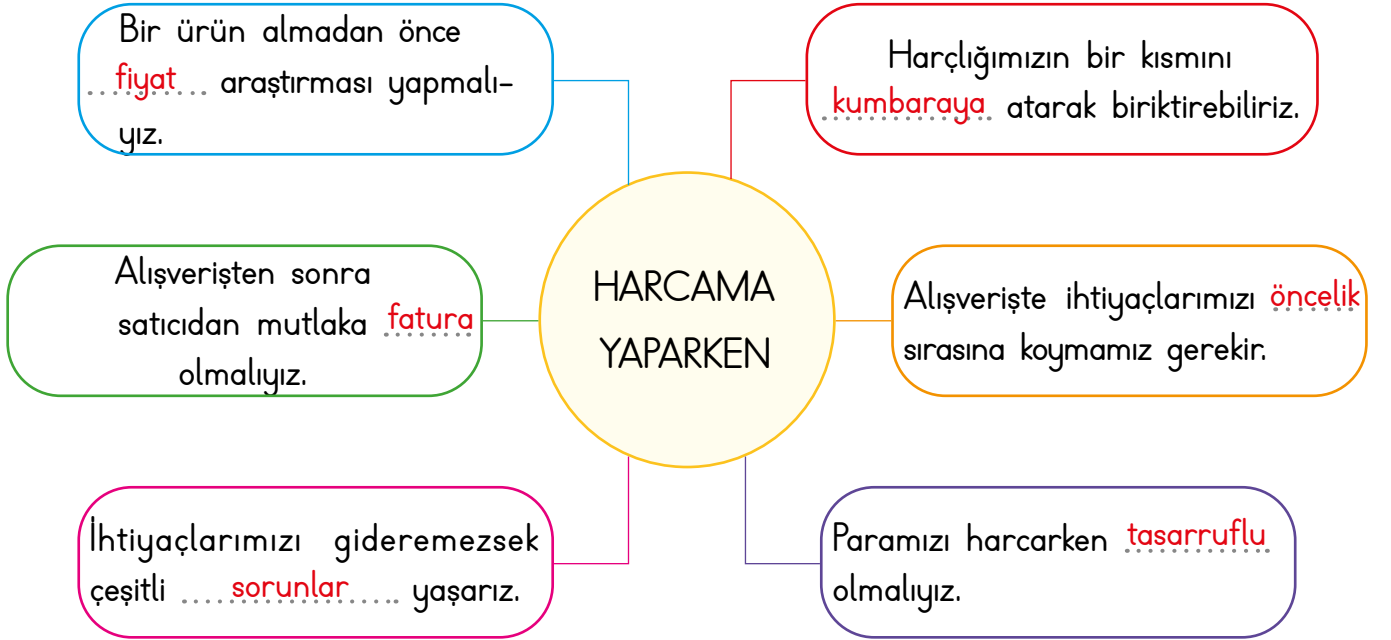 Bir ürün almadan önce
fiyat araştırması yapmalı-
yız.
Harçlığımızın bir kısmını
kumbaraya atarak biriktirebiliriz.
Alışverişten sonra
satıcıdan mutlaka fatura
olmalıyız.
HARCAMA
YAPARKEN
Alışverişte ihtiyaçlarımızı öncelik
sırasına koymamız gerekir.
İhtiyaçlarımızı gideremezsek
çeşitli sorunlar yaşarız.
Paramızı harcarken tasarruflu
olmalıyız.